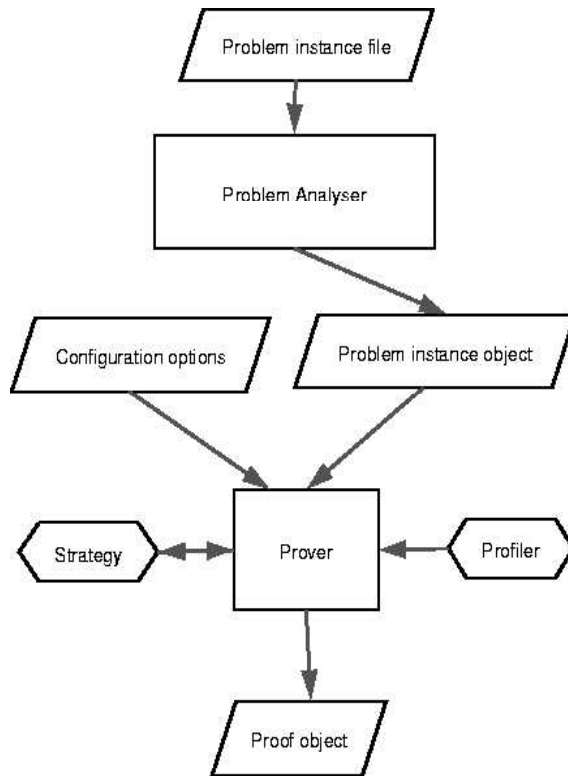 Problem instance file
Problem Analyser
Configuration options
Problem instance object
Strategy
Prover
Profiler
Proof object